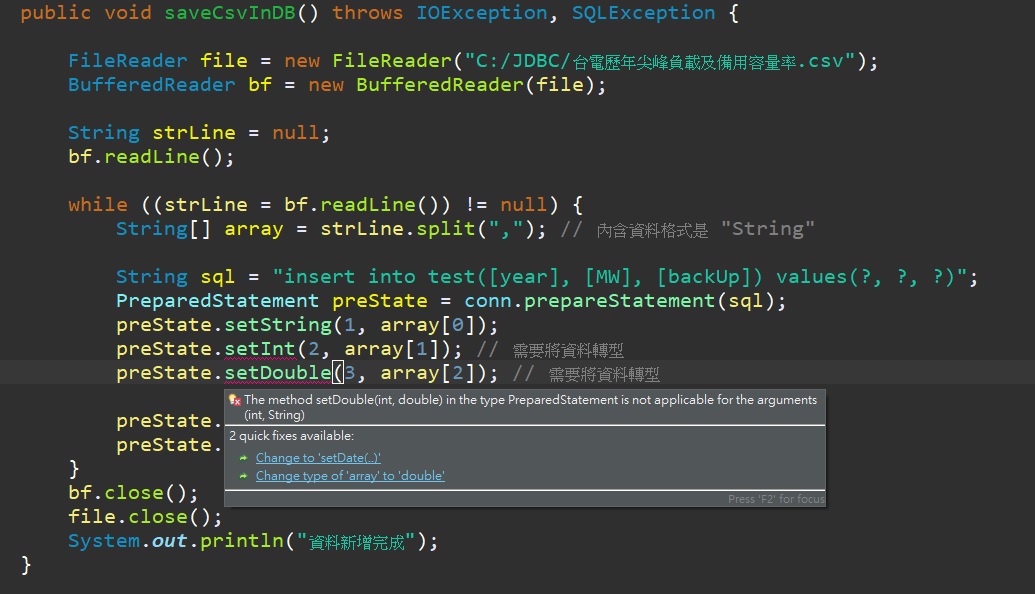 public void saveCsvInDB() throws IOException, SQLException {
FileReader file = new FileReader("C:/JDBC/台電歷年尖峰負載及備用容量率.csv");
BufferedReader bf = new BufferedReader(file);
String strLine = null;
bf.readLine();
while ((strLine = bf.readLine()) != null) {
String[] array = strLine.split(","); // 內含資料格式是 "String"
String sql = "insert into test([year], [MW], [backUp]) values(?, ?, ?)";
PreparedStatement preState = conn.prepareStatement(sql);
preState.setString(1, array[0]);
preState.setInt(2, array[1]); // 需要將資料轉型
preState.setDouble(3, array[2]); // 需要將資料轉型
The method setDouble(int, double) in the type PreparedStatement is not applicable for the arguments
(int, String)
preState.
2 quick fixes available:
preState.
Change to 'setDate(..)'
Change type of 'array' to 'double'
}
bf.close();
Press 'F2' for focus
file.close();
System.out.println("資料新增完成");
}